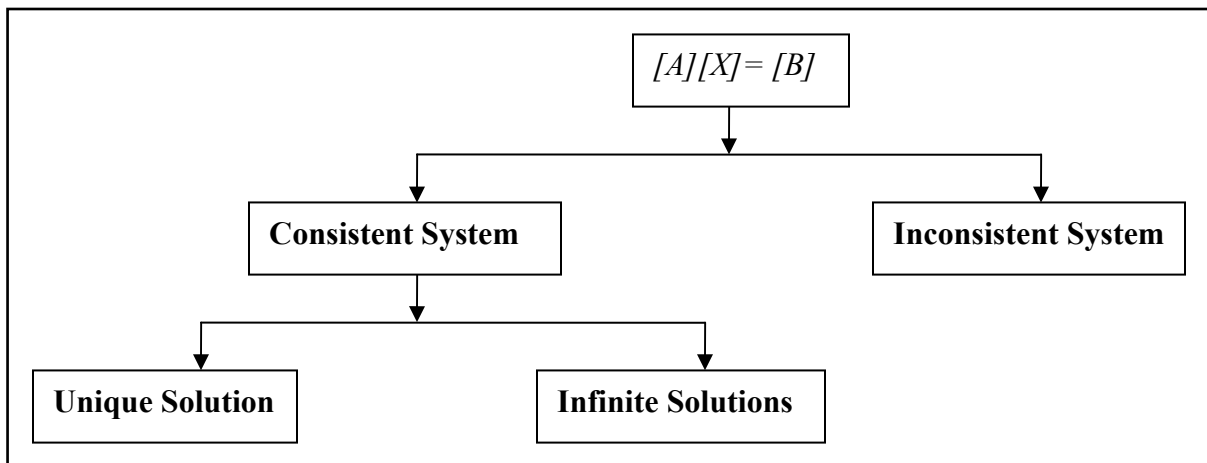 [A][X]= [B]
Consistent System
Inconsistent System
Unique Solution
Infinite Solutions